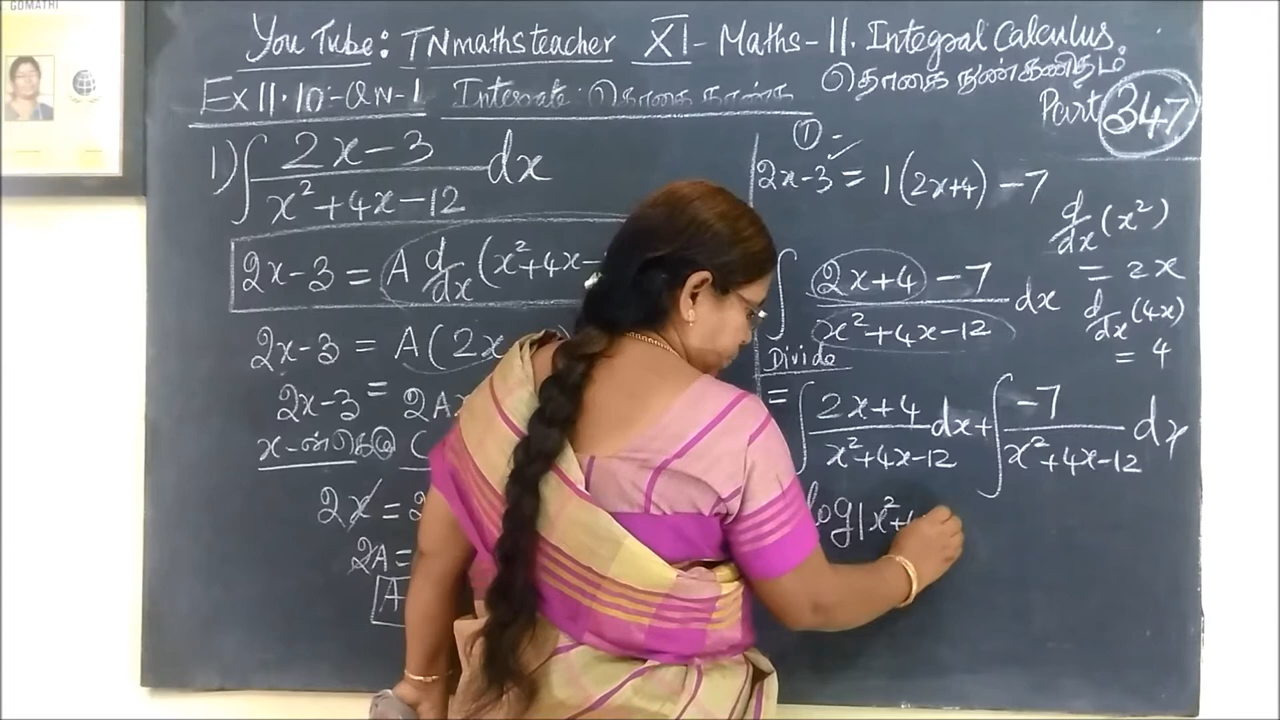 GOMATHI
You Tube: TNmathsteacher XI - Maths - 11. Integral Calculus.
தொகை நுண்கணிதம்
Ex 11.10 - QN-1 Integrate: தொகை காண்க
Part 347
1) ∫ (2x-3)/(x²+4x-12) dx
2x-3 = A d/dx (x²+4x-
2x-3 = A(2x
2x-3 = 2Ax
x-ன்கெழு C
2x = 2
2A =
A
① -
2x-3 = 1(2x+4) -7
∫ (2x+4 -7)/(x²+4x-12) dx
Divide
= ∫ (2x+4)/(x²+4x-12) dx + ∫ -7/(x²+4x-12) dx
log|x²+
d/dx (x²)
= 2x
d/dx (4x)
= 4